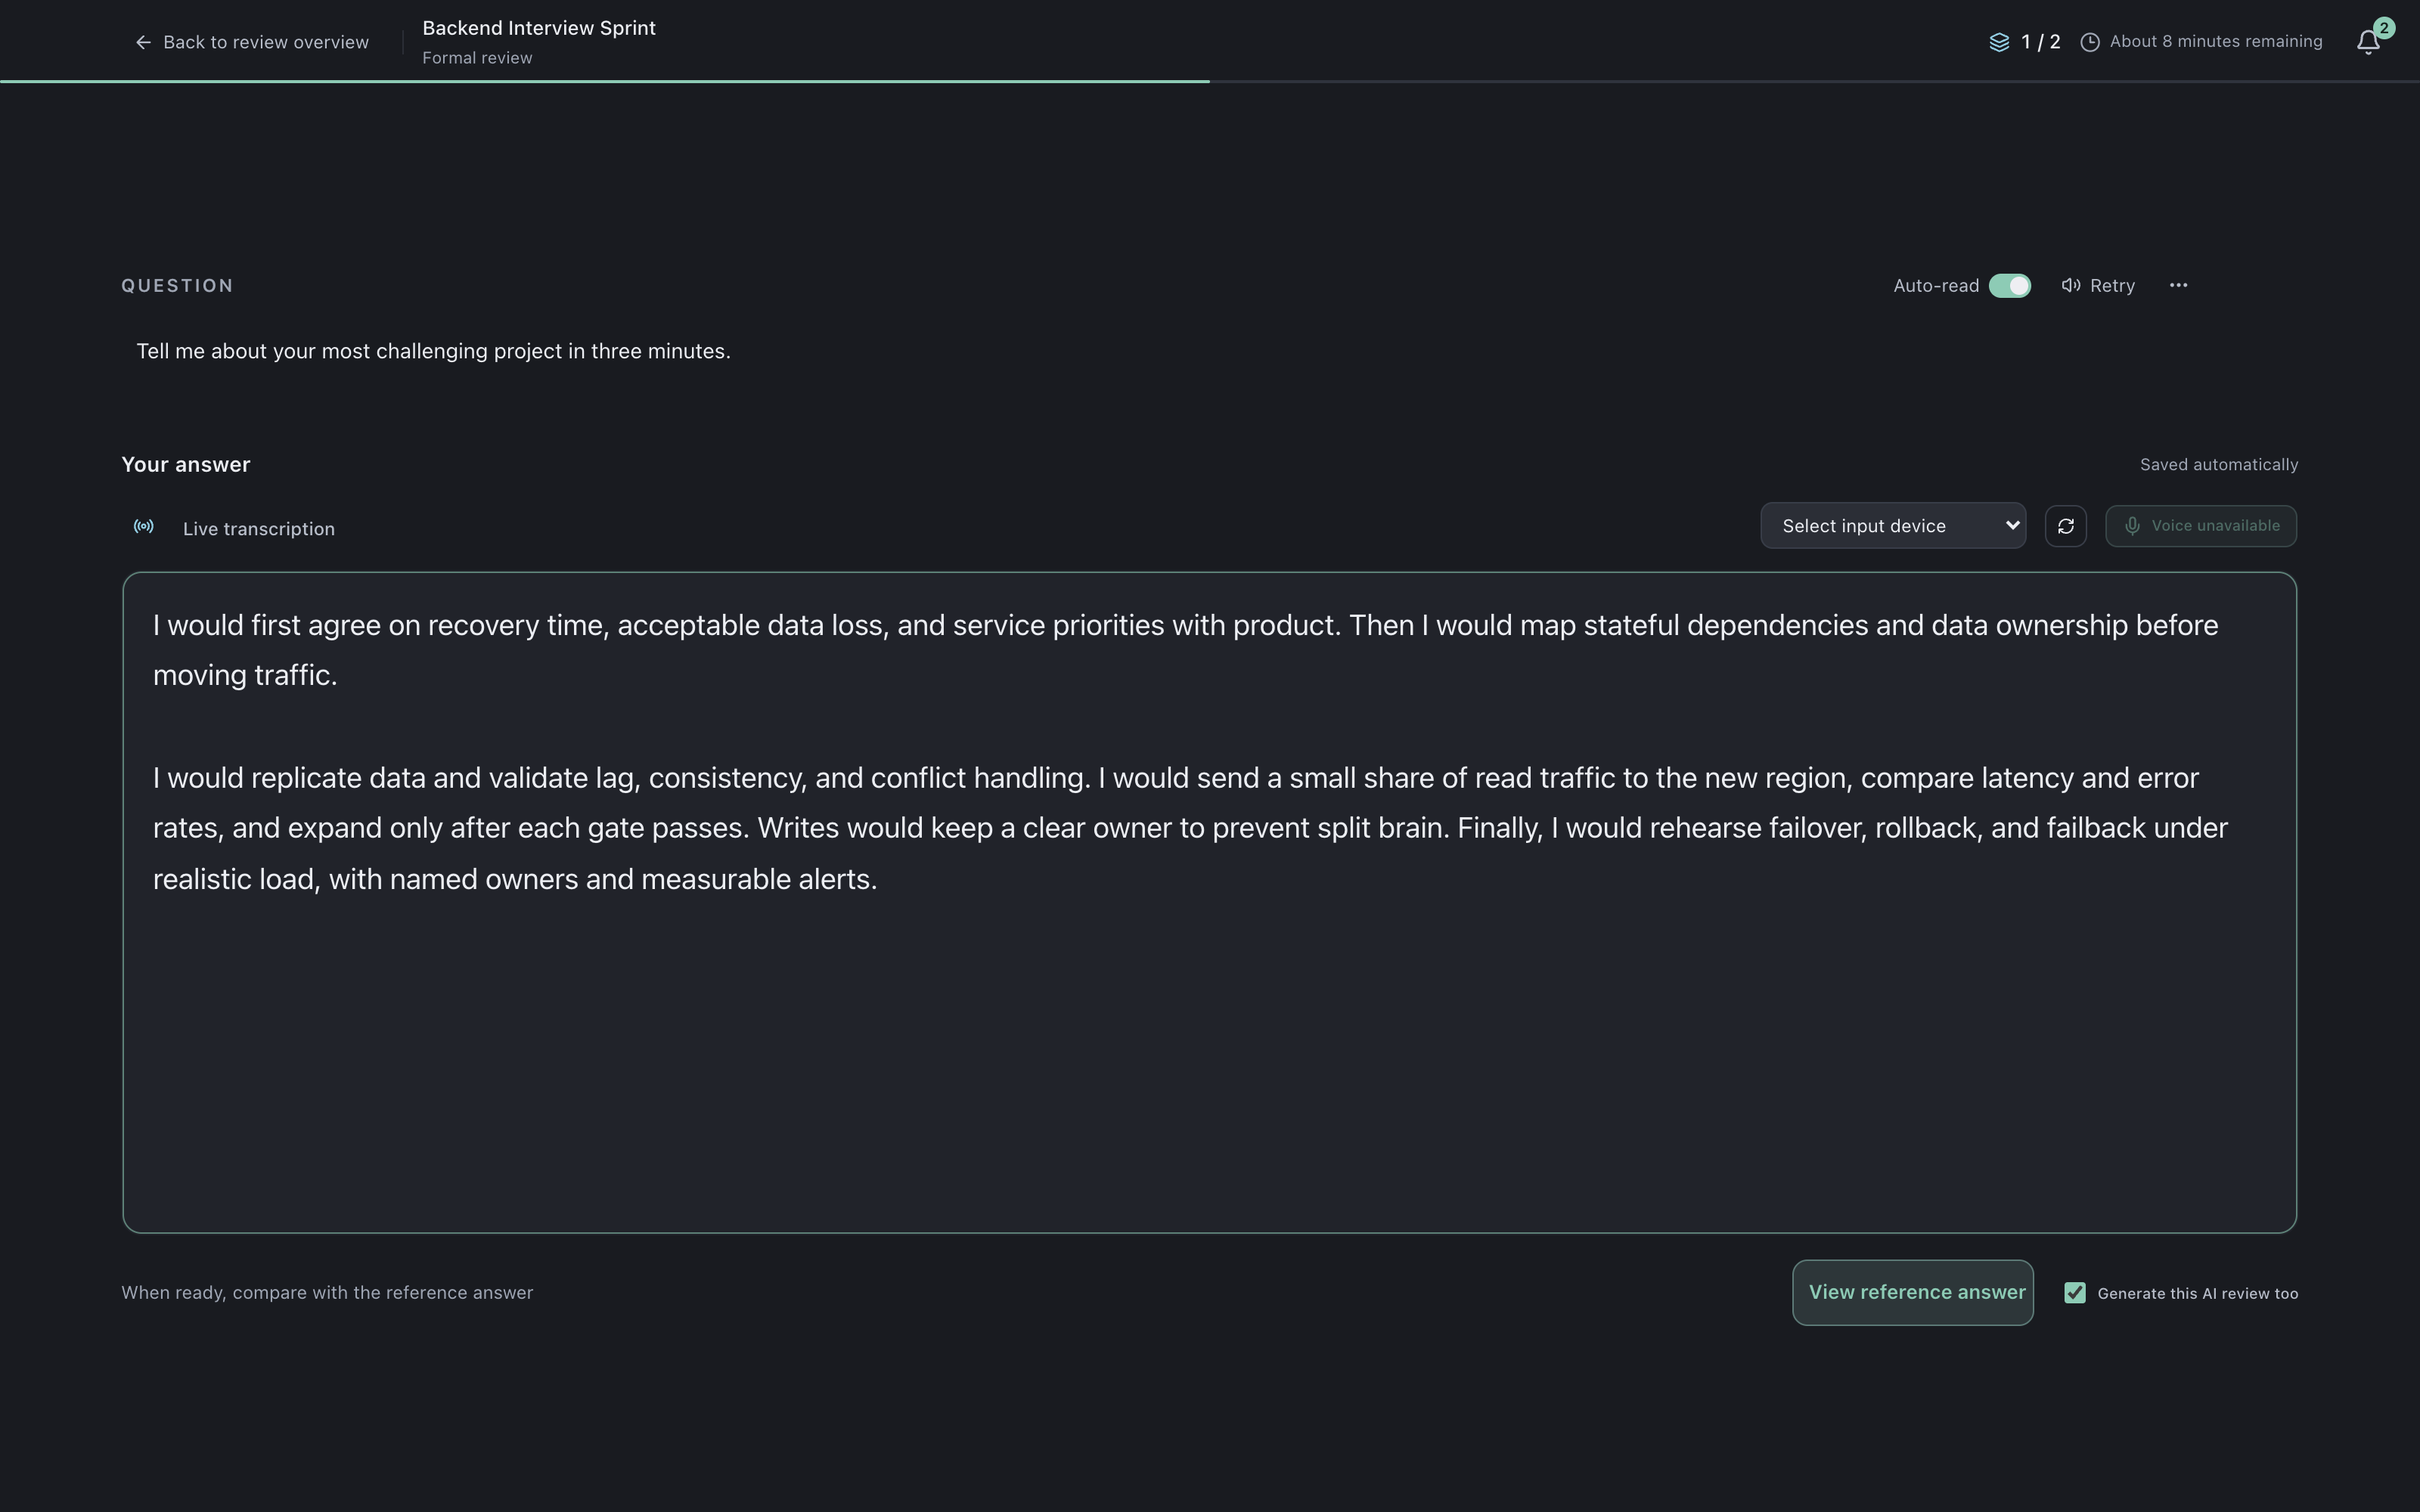 Back to review overview
Backend Interview Sprint
Formal review
1 / 2
About 8 minutes remaining
2
QUESTION
Auto-read
Retry
Tell me about your most challenging project in three minutes.
Your answer
Saved automatically
Live transcription
Select input device
Voice unavailable
I would first agree on recovery time, acceptable data loss, and service priorities with product. Then I would map stateful dependencies and data ownership before
moving traffic.
I would replicate data and validate lag, consistency, and conflict handling. I would send a small share of read traffic to the new region, compare latency and error
rates, and expand only after each gate passes. Writes would keep a clear owner to prevent split brain. Finally, I would rehearse failover, rollback, and failback under
realistic load, with named owners and measurable alerts.
When ready, compare with the reference answer
View reference answer
Generate this AI review too